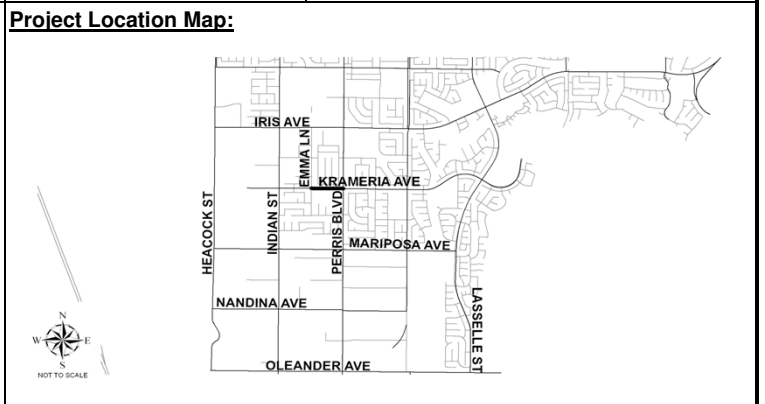 Project Location Map:
IRIS AVE
EMMA LN
KRAMERIA AVE
HEACOCK ST
INDIAN ST
PERRIS BLVD
MARIPOSA AVE
NANDINA AVE
LASSELLE ST
OLEANDER AVE
N
W E
S
NOT TO SCALE